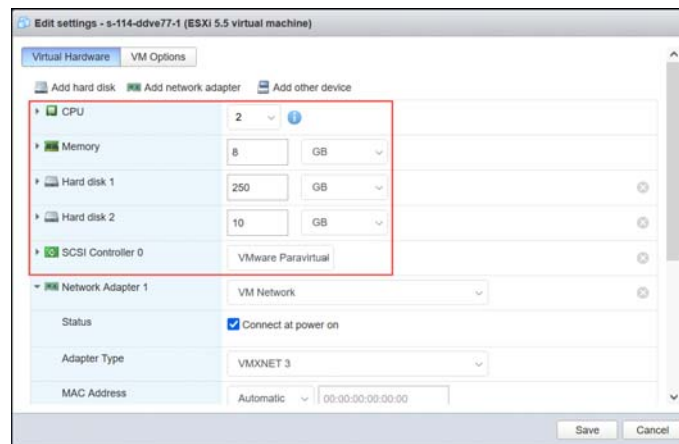 Edit settings - s-114-ddve77-1 (ESXi 5.5 virtual machine)
Virtual Hardware VM Options
Add hard disk Add network adapter Add other device
CPU 2
Memory 8 GB
Hard disk 1 250 GB
Hard disk 2 10 GB
SCSI Controller 0 VMware Paravirtual
Network Adapter 1 VM Network
Status Connect at power on
Adapter Type VMXNET 3
MAC Address Automatic 00:00:00:00:00:00
Save Cancel